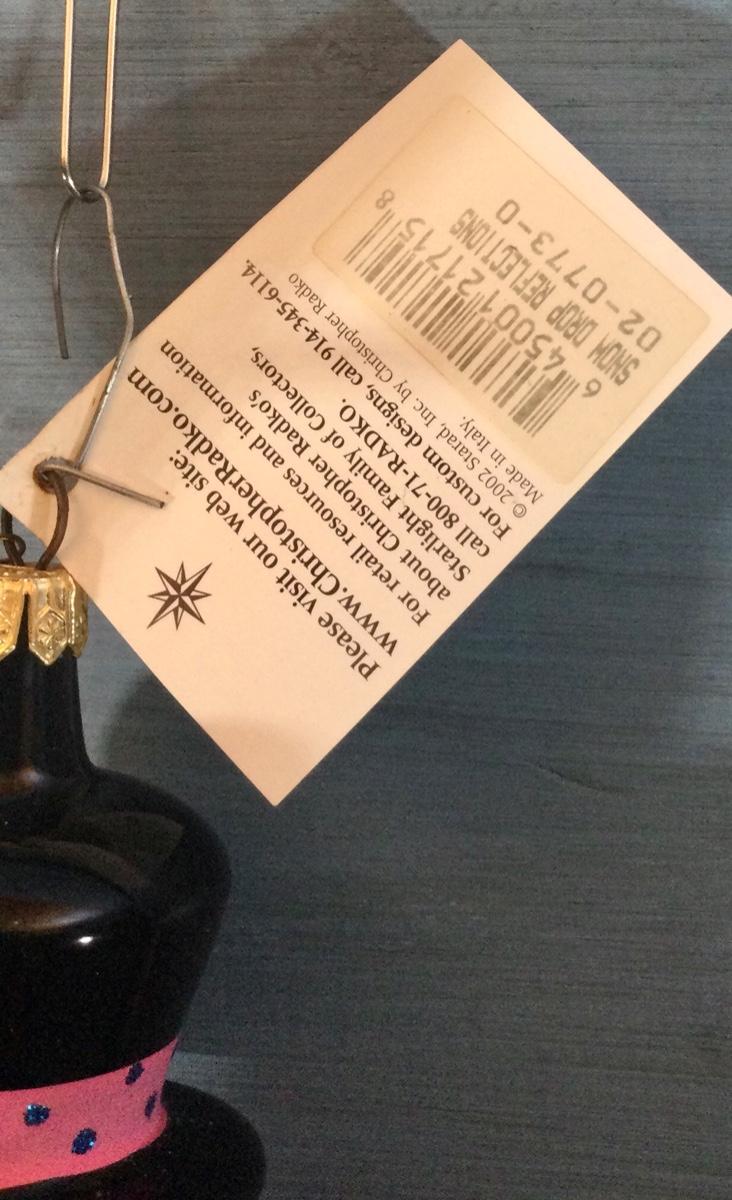 Please visit our web site:
www.ChristopherRadko.com
For retail resources and information
about Christopher Radko's
Starlight Family of Collectors,
call 800-71-RADKO.
For custom designs, call 914-345-6114.
© 2002 Starad, Inc. by Christopher Radko
Made in Italy.
6 45001 21715 8
SNOW DROP REFLECTIONS
02-0773-0